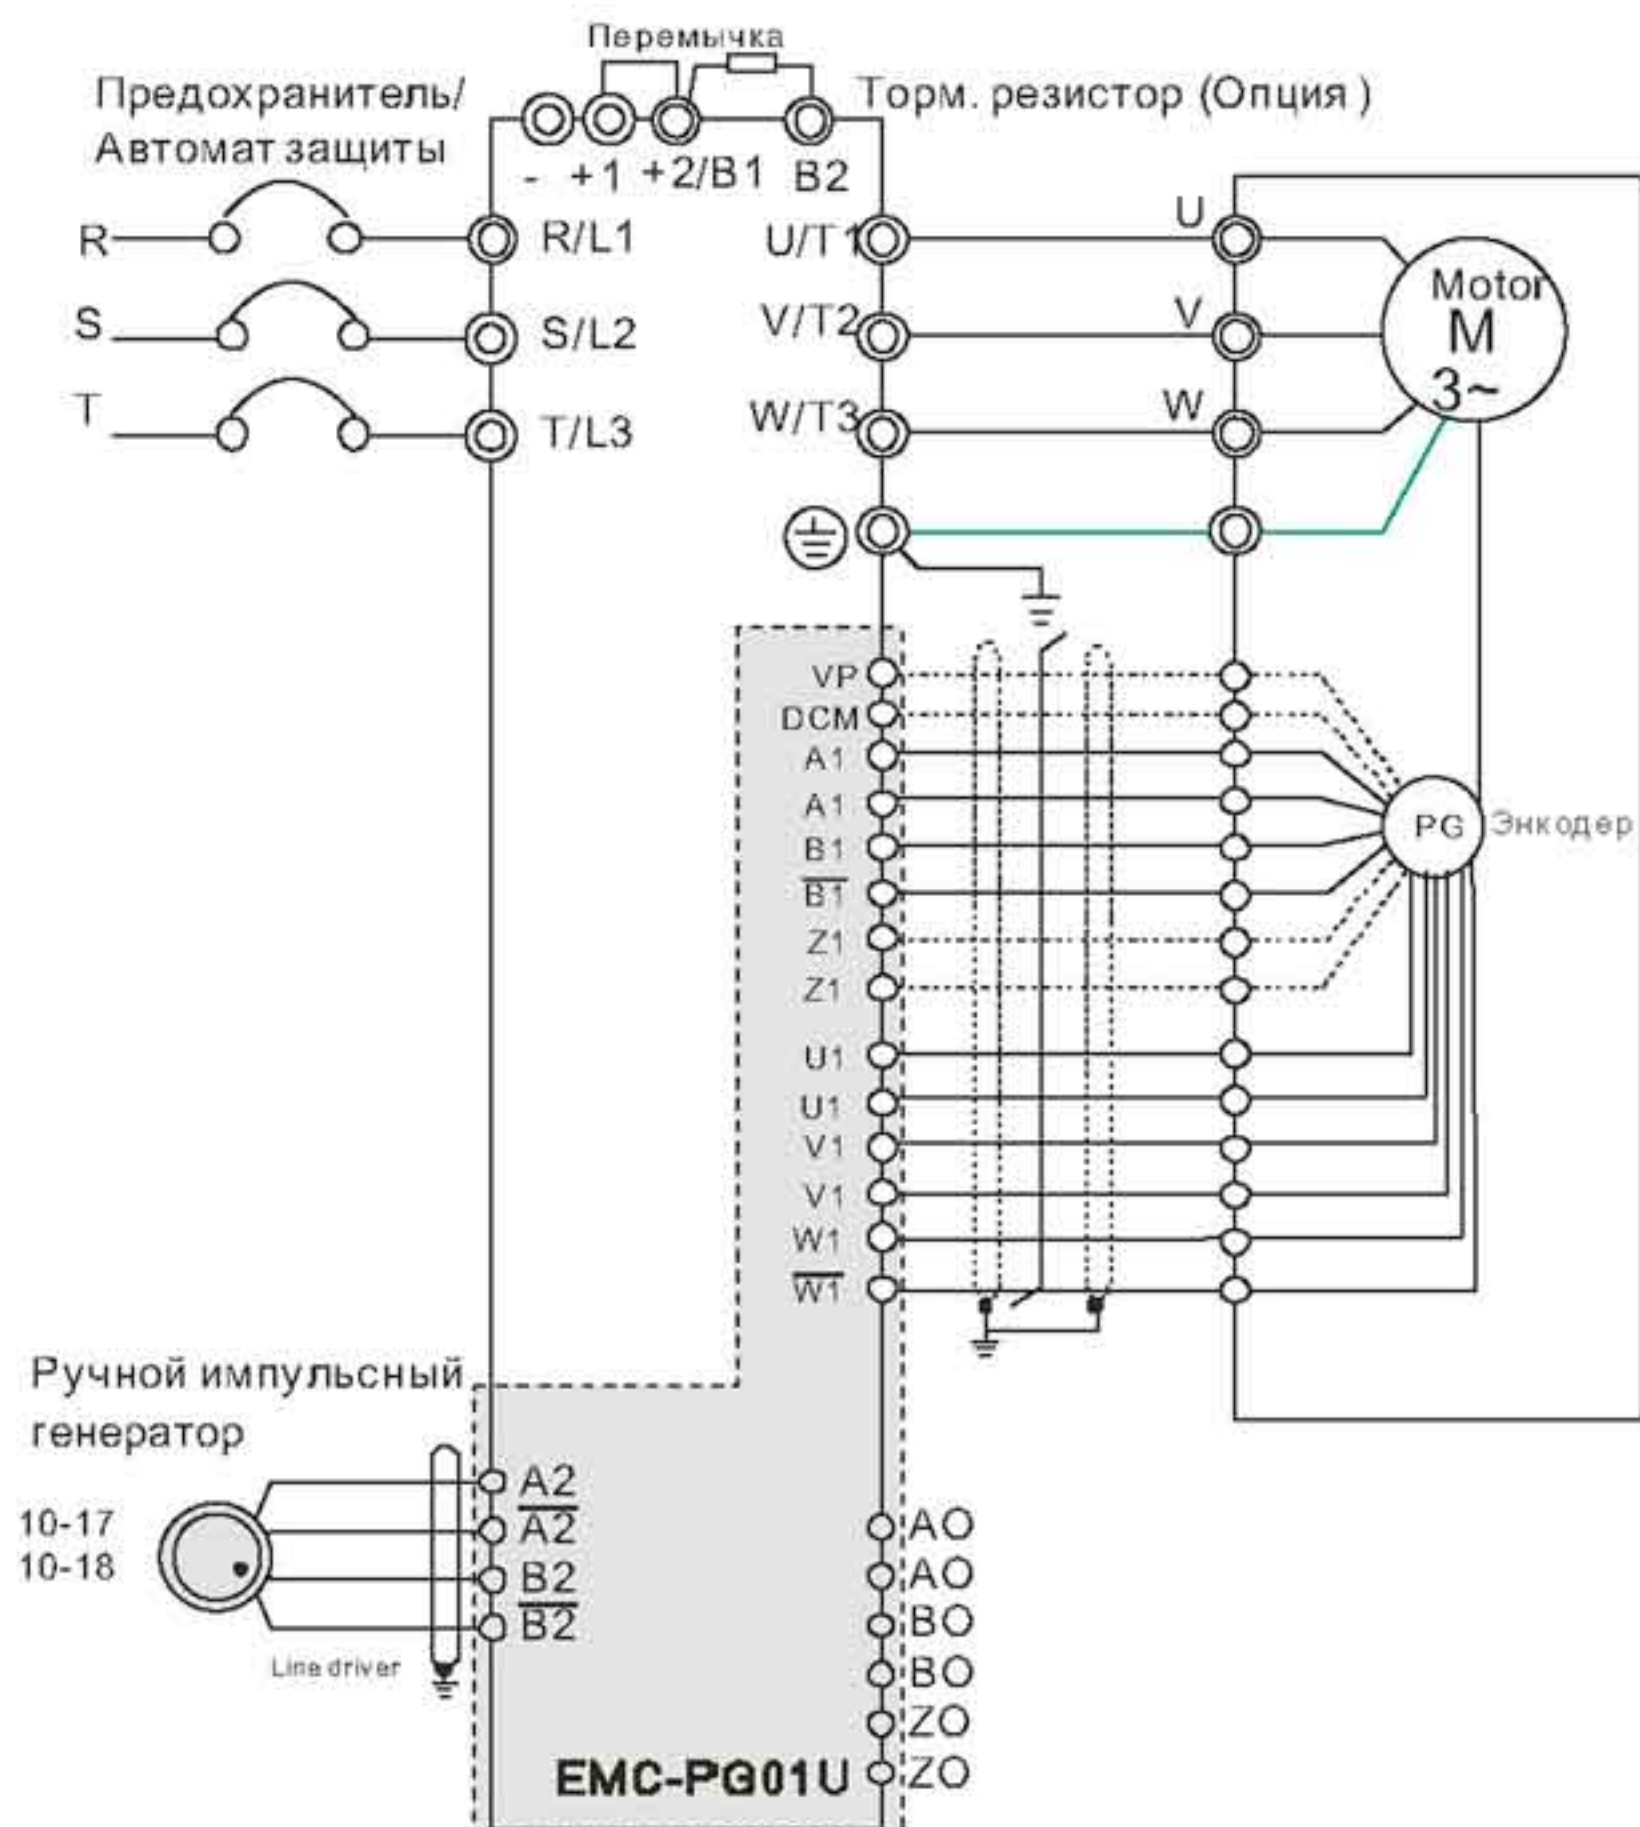 Перемычка
Предохранитель/
Автомат защиты
Торм. резистор (Опция )
- +1 +2/B1 B2
R
R/L1
U/T1
U
S
S/L2
V/T2
V
T
T/L3
W/T3
W
Motor
M
3~
VP
DCM
A1
A1
B1
B1
Z1
Z1
PG
Энкодер
U1
U1
V1
V1
W1
W1
Ручной импульсный
генератор
10-17
10-18
Line driver
A2
A2
B2
B2
AO
AO
BO
BO
ZO
ZO
EMC-PG01U